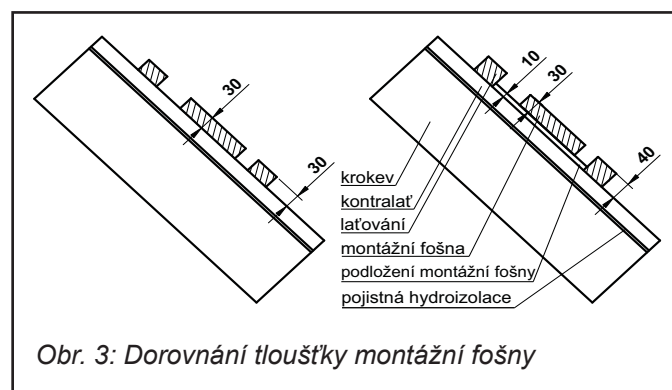 30
30
10
30
40
krokev
kontralať
laťování
montážní fošna
podložení montážní fošny
pojistná hydroizolace
Obr. 3: Dorovnání tloušťky montážní fošny